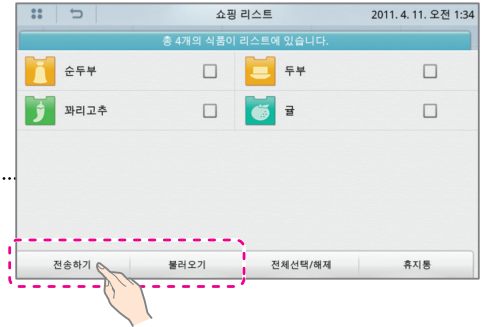 쇼핑 리스트 2011. 4. 11. 오전 1:34
총 4개의 식품이 리스트에 있습니다.
순두부 두부
꽈리고추 귤
...
전송하기 불러오기 전체선택/해제 휴지통